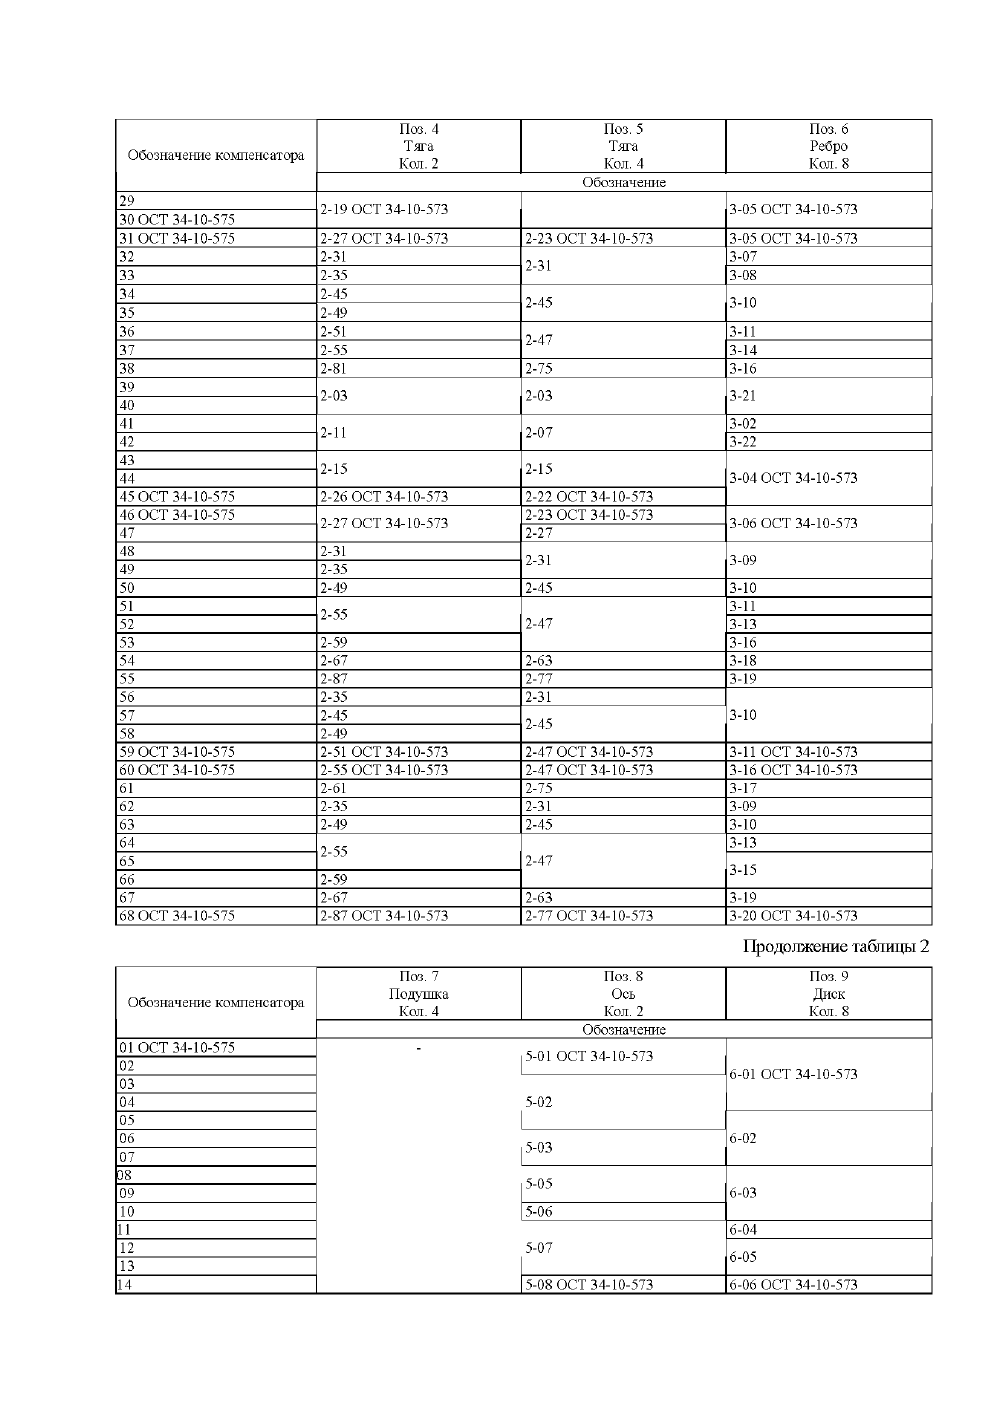 Обозначение компенсатора
Поз. 4 Тяга Кол. 2
Поз. 5 Тяга Кол. 4
Поз. 6 Ребро Кол. 8
Обозначение
29 2-19 ОСТ 34-10-573 3-05 ОСТ 34-10-573
30 ОСТ 34-10-575
31 ОСТ 34-10-575 2-27 ОСТ 34-10-573 2-23 ОСТ 34-10-573 3-05 ОСТ 34-10-573
32 2-31 2-31 3-07
33 2-35 3-08
34 2-45 2-45 3-10
35 2-49
36 2-51 2-47 3-11
37 2-55 3-14
38 2-81 2-75 3-16
39 2-03 2-03 3-21
40
41 2-11 2-07 3-02
42 3-22
43 2-15 2-15 3-04 ОСТ 34-10-573
44
45 ОСТ 34-10-575 2-26 ОСТ 34-10-573 2-22 ОСТ 34-10-573
46 ОСТ 34-10-575 2-27 ОСТ 34-10-573 2-23 ОСТ 34-10-573 3-06 ОСТ 34-10-573
47 2-27
48 2-31 2-31 3-09
49 2-35
50 2-49 2-45 3-10
51 2-55 2-47 3-11
52 3-13
53 2-59 3-16
54 2-67 2-63 3-18
55 2-87 2-77 3-19
56 2-35 2-31 3-10
57 2-45 2-45
58 2-49
59 ОСТ 34-10-575 2-51 ОСТ 34-10-573 2-47 ОСТ 34-10-573 3-11 ОСТ 34-10-573
60 ОСТ 34-10-575 2-55 ОСТ 34-10-573 2-47 ОСТ 34-10-573 3-16 ОСТ 34-10-573
61 2-61 2-75 3-17
62 2-35 2-31 3-09
63 2-49 2-45 3-10
64 2-55 2-47 3-13
65 3-15
66 2-59
67 2-67 2-63 3-19
68 ОСТ 34-10-575 2-87 ОСТ 34-10-573 2-77 ОСТ 34-10-573 3-20 ОСТ 34-10-573
Продолжение таблицы 2
Обозначение компенсатора
Поз. 7 Подушка Кол. 4
Поз. 8 Ось Кол. 2
Поз. 9 Диск Кол. 8
Обозначение
01 ОСТ 34-10-575 - 5-01 ОСТ 34-10-573 6-01 ОСТ 34-10-573
02
03 5-02
04
05 6-02
06 5-03
07
08 5-05 6-03
09
10 5-06
11 5-07 6-04
12 6-05
13
14 5-08 ОСТ 34-10-573 6-06 ОСТ 34-10-573